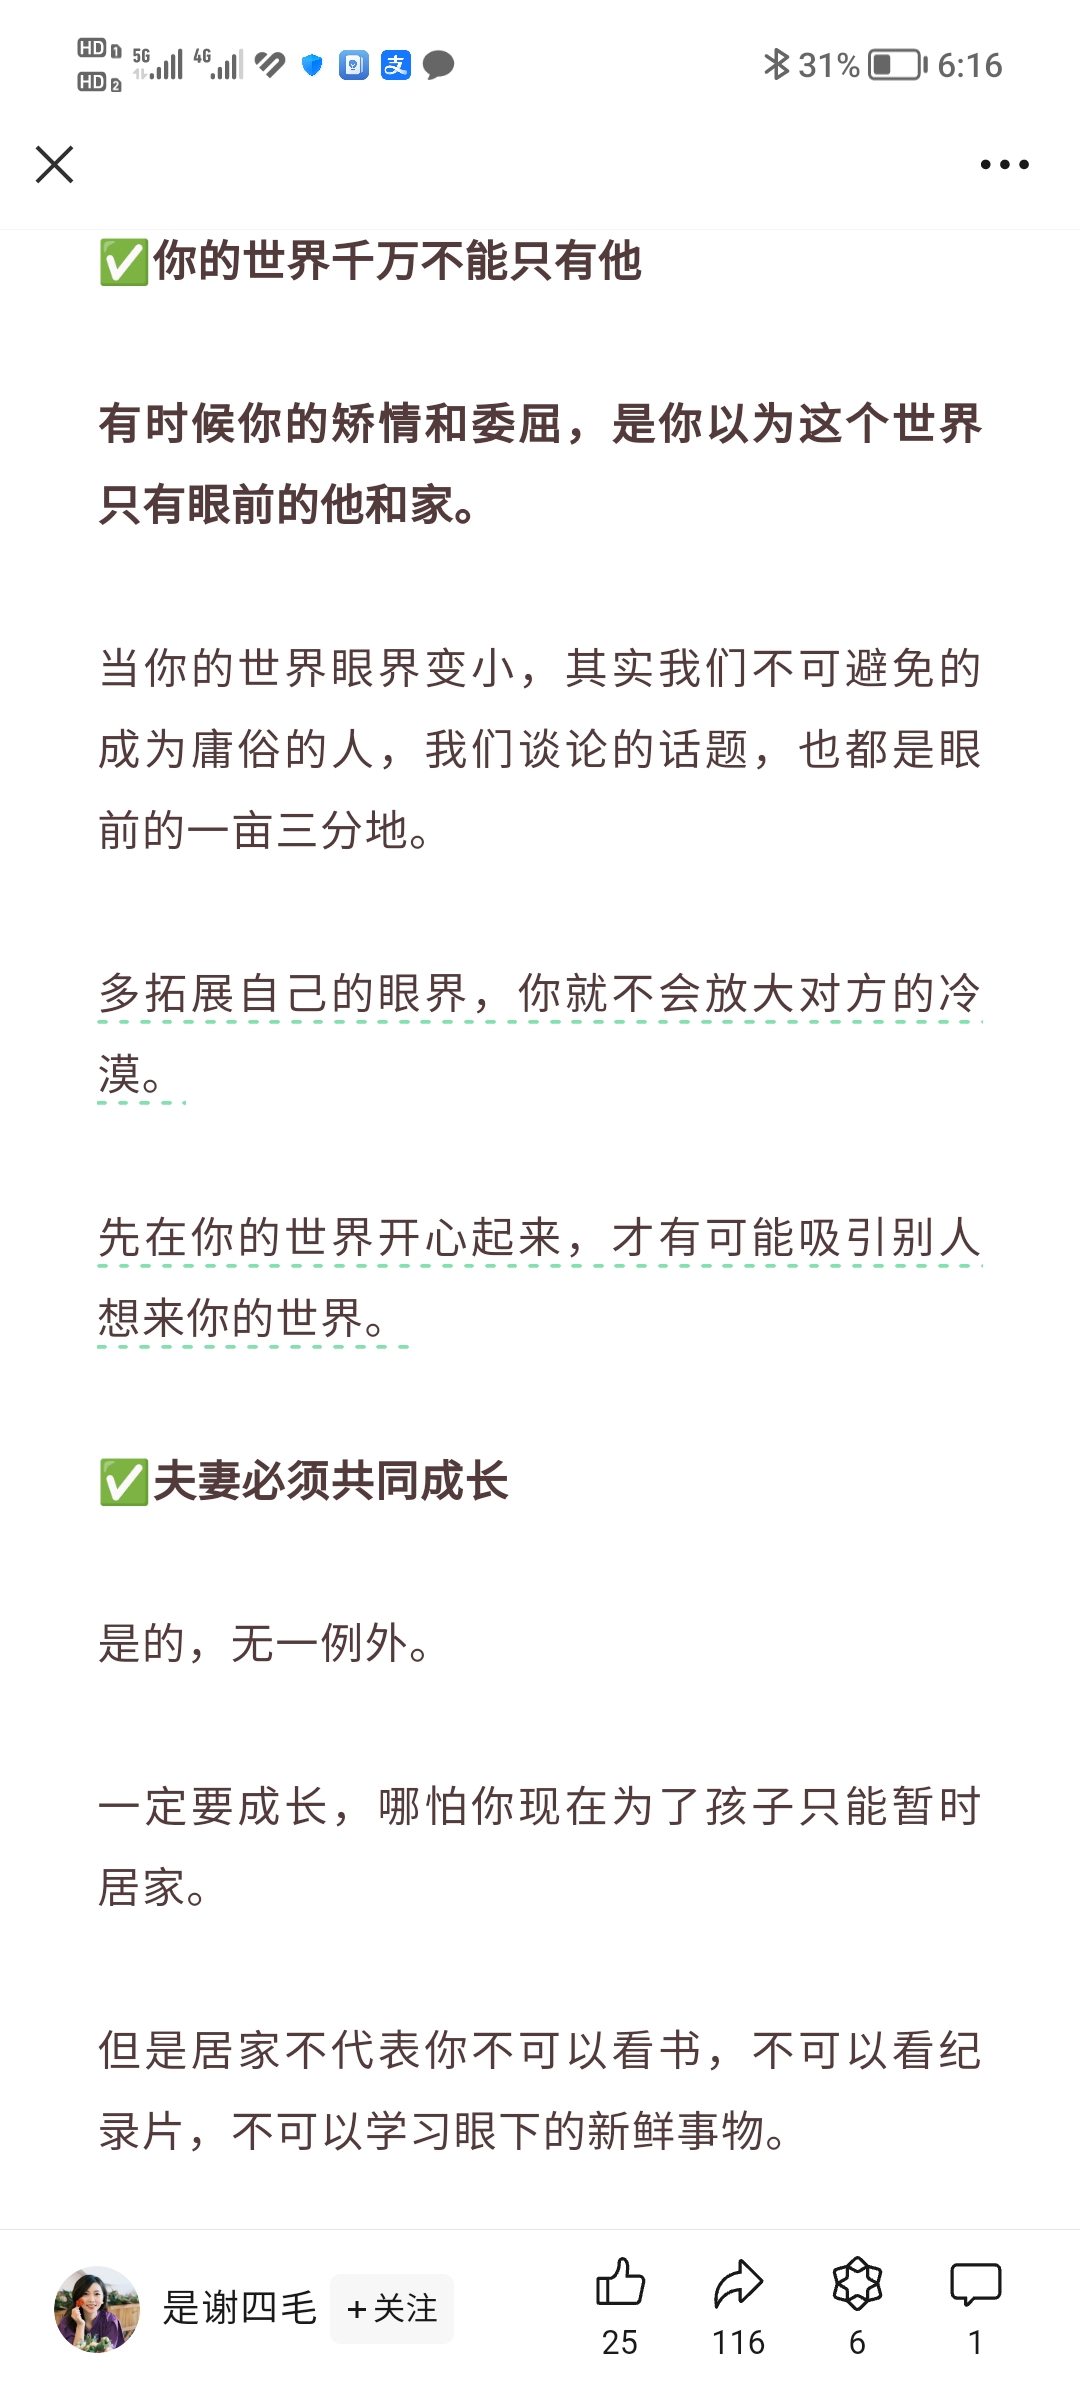 HD 1 5G 4G 支 31% 6:16
HD 2
✅你的世界千万不能只有他
有时候你的矫情和委屈，是你以为这个世界
只有眼前的他和家。
当你的世界眼界变小，其实我们不可避免的
成为庸俗的人，我们谈论的话题，也都是眼
前的一亩三分地。
多拓展自己的眼界，你就不会放大对方的冷
漠。
先在你的世界开心起来，才有可能吸引别人
想来你的世界。
✅夫妻必须共同成长
是的，无一例外。
一定要成长，哪怕你现在为了孩子只能暂时
居家。
但是居家不代表你不可以看书，不可以看纪
录片，不可以学习眼下的新鲜事物。
是谢四毛 +关注
25 116 6 1